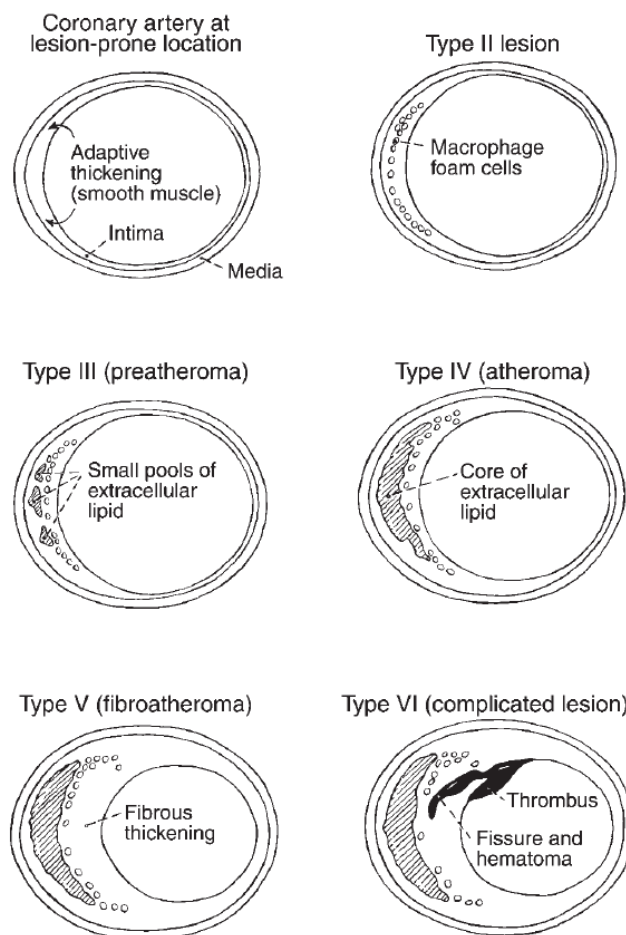 Coronary artery at
lesion-prone location
Adaptive
thickening
(smooth muscle)
Intima
Media
Type II lesion
Macrophage
foam cells
Type III (preatheroma)
Small pools of
extracellular
lipid
Type IV (atheroma)
Core of
extracellular
lipid
Type V (fibroatheroma)
Fibrous
thickening
Type VI (complicated lesion)
Thrombus
Fissure and
hematoma